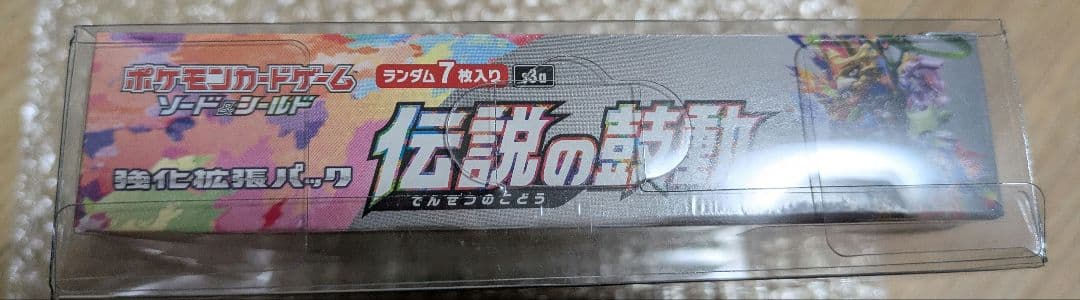 ポケモンカードゲーム
ソード&シールド
強化拡張パック
ランダム7枚入り
s3a
伝説の鼓動
でんせつのこどう